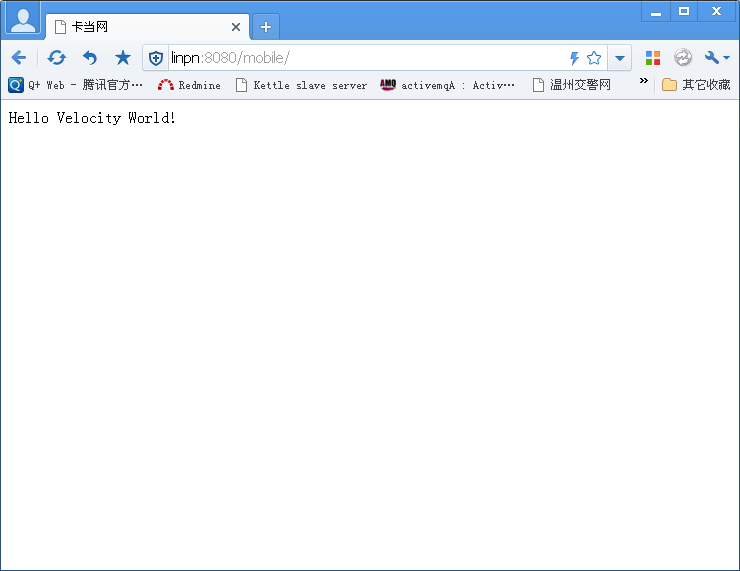 卡当网
linpn:8080/mobile/
Q+ Web - 腾讯官方··· Redmine Kettle slave server activemqA : Activ··· 温州交警网 » 其它收藏
Hello Velocity World!